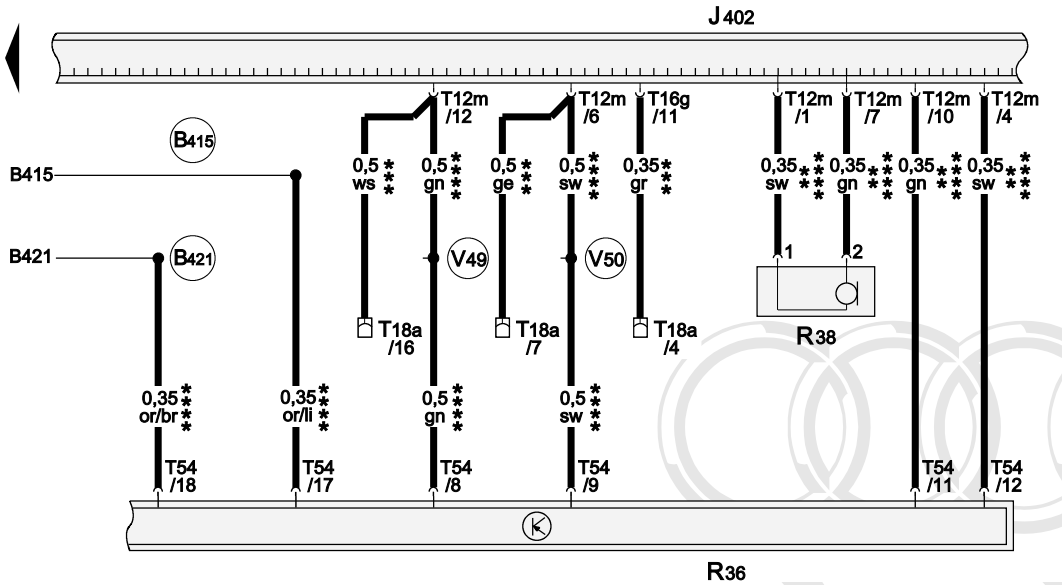 J402
T12m /12
T12m /6
T16g /11
T12m /1
T12m /7
T12m /10
T12m /4
B415
B415
0,5 ws ***
0,5 gn ****
0,5 ge ***
0,5 sw ****
0,35 gr ***
0,35 sw *** ****
0,35 gn *** ****
0,35 gn *** ****
0,35 sw *** ****
B421
B421
V49
V50
1
2
R38
T18a /16
T18a /7
T18a /4
0,35 or/br ****
0,35 or/li ****
0,5 gn ****
0,5 sw ****
T54 /18
T54 /17
T54 /8
T54 /9
T54 /11
T54 /12
R36